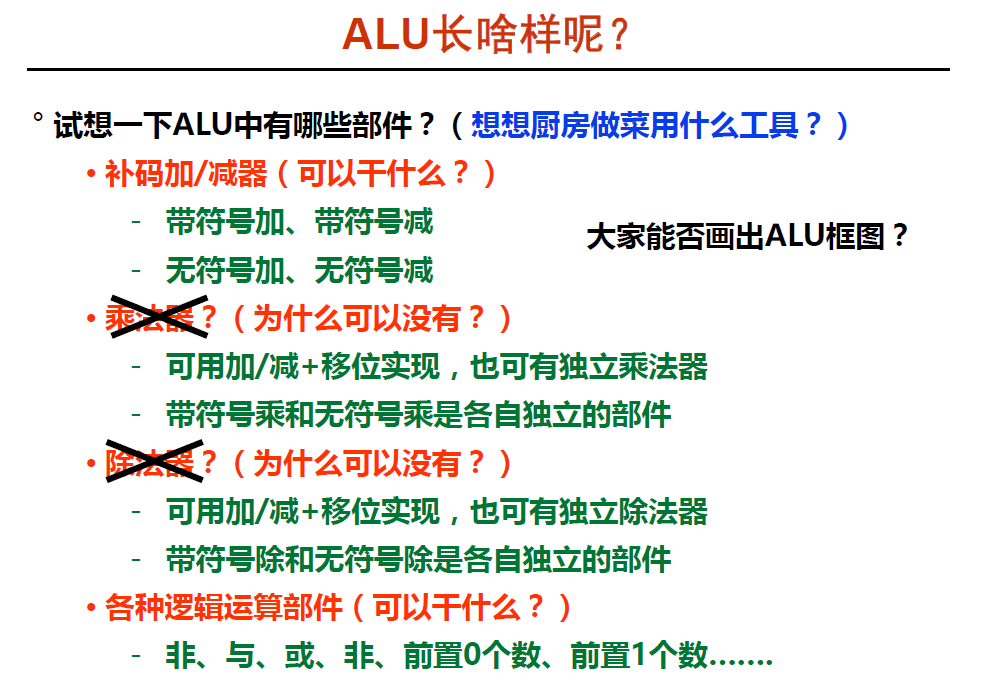 ALU长啥样呢？
° 试想一下ALU中有哪些部件？（想想厨房做菜用什么工具？）
• 补码加/减器（可以干什么？）
- 带符号加、带符号减
大家能否画出ALU框图？
- 无符号加、无符号减
• 乘法器？（为什么可以没有？）
- 可用加/减+移位实现，也可有独立乘法器
- 带符号乘和无符号乘是各自独立的部件
• 除法器？（为什么可以没有？）
- 可用加/减+移位实现，也可有独立除法器
- 带符号除和无符号除是各自独立的部件
• 各种逻辑运算部件（可以干什么？）
- 非、与、或、非、前置0个数、前置1个数…….